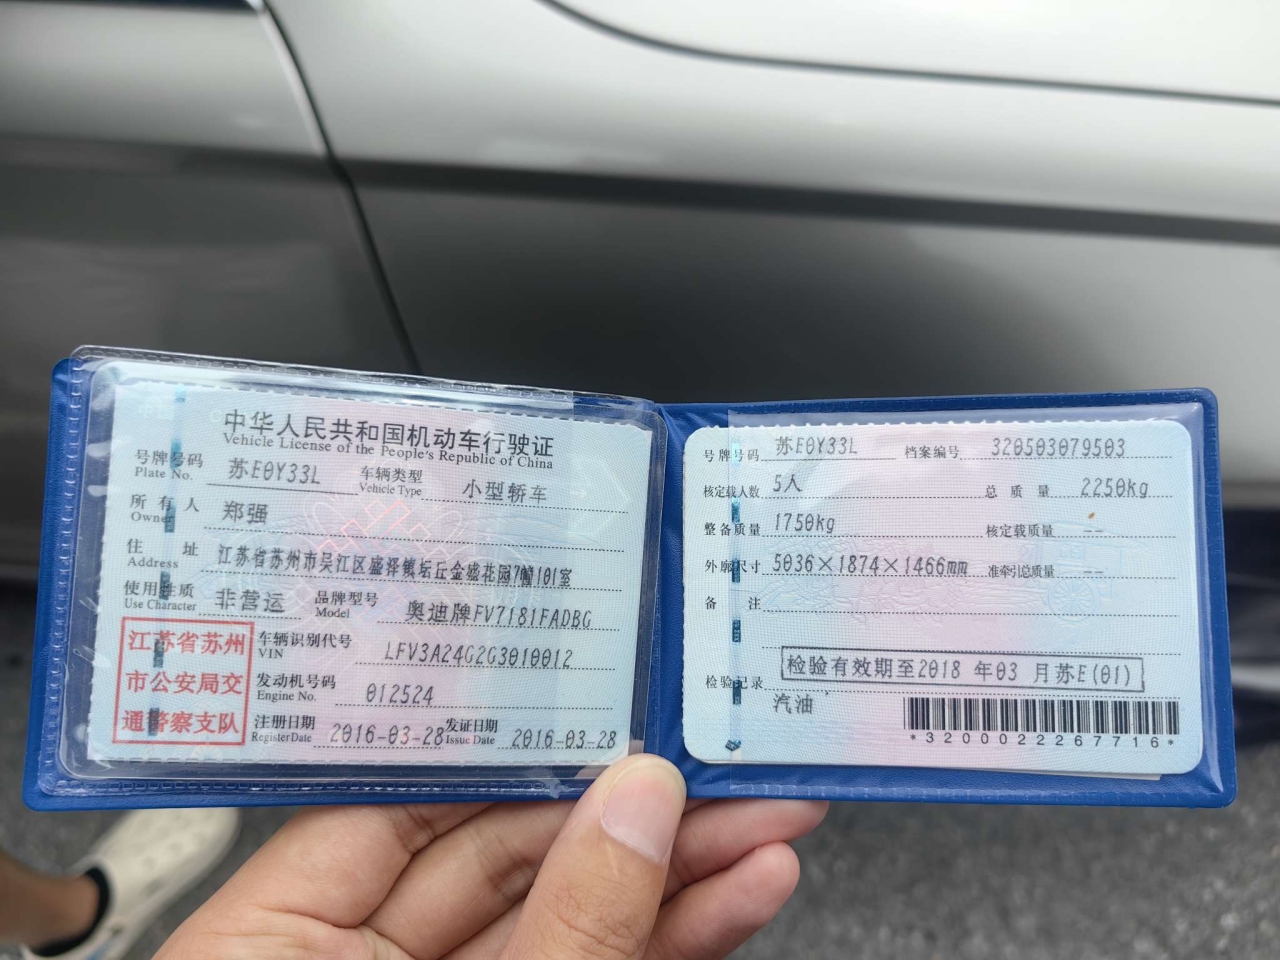 中华人民共和国机动车行驶证
Vehicle License of the People's Republic of China
号牌号码 苏E0Y33L 车辆类型 小型轿车
Plate No. Vehicle Type
所有人 郑强
Owner
住址 江苏省苏州市吴江区盛泽镇坛丘金盛花园7幢101室
使用性质 非营运 品牌型号 奥迪牌FV7181FADBG
Use Character Model
江苏省苏州
市公安局交
通警察支队
车辆识别代号 LFV3A24G2G3010012
VIN
发动机号码 012524
Engine No.
注册日期 2016-03-28 发证日期 2016-03-28
Register Date Issue Date
号牌号码 苏E0Y33L 档案编号 320503079503
核定载人数 5人 总质量 2250kg
整备质量 1750kg 核定载质量 --
外廓尺寸 5036×1874×1466mm 准牵引总质量 --
备注
检验有效期至2018 年03 月苏E(01)
检验记录
汽油
*3200022267716*